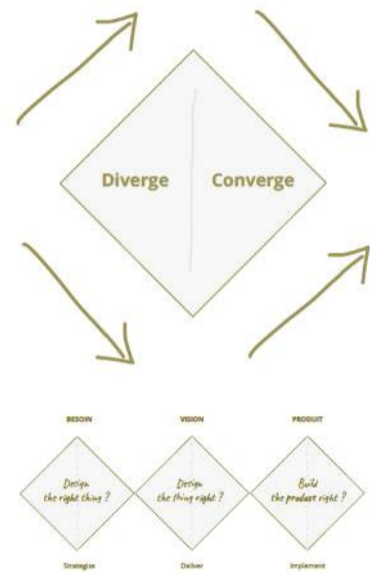 Diverge
Converge
BESOIN
VISION
PRODUIT
Design
the right thing ?
Design
the thing right ?
Build
the product right ?
Strategize
Deliver
Implement